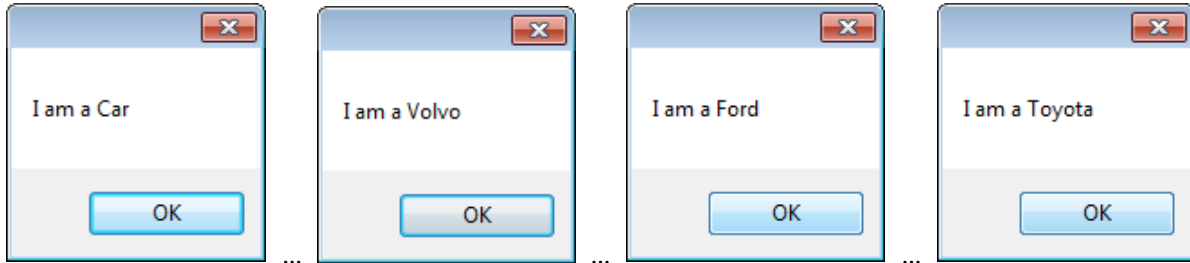 I am a Car
OK
...
I am a Volvo
OK
...
I am a Ford
OK
...
I am a Toyota
OK